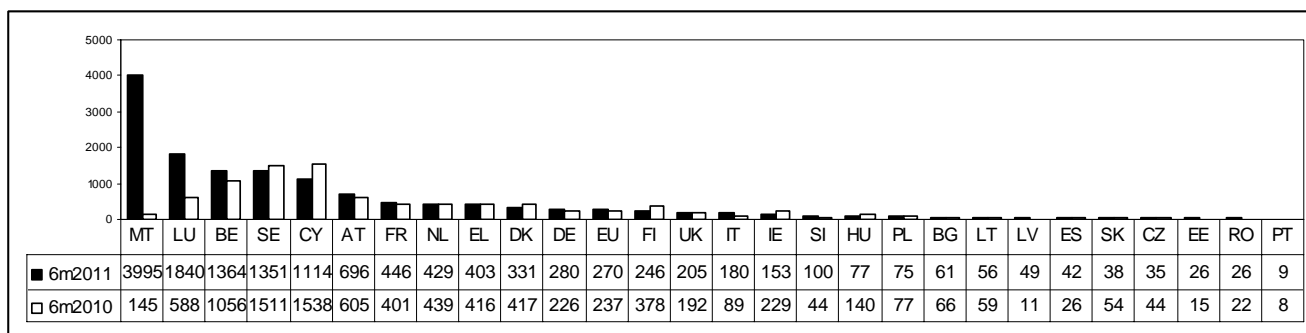 5000
4000
3000
2000
1000
0
MT LU BE SE CY AT FR NL EL DK DE EU FI UK IT IE SI HU PL BG LT LV ES SK CZ EE RO PT
6m2011 3995 1840 1364 1351 1114 696 446 429 403 331 280 270 246 205 180 153 100 77 75 61 56 49 42 38 35 26 26 9
6m2010 145 588 1056 1511 1538 605 401 439 416 417 226 237 378 192 89 229 44 140 77 66 59 11 26 54 44 15 22 8